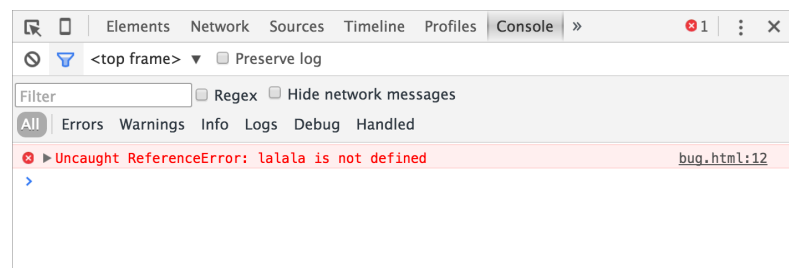 Elements Network Sources Timeline Profiles Console » 1
<top frame> ▼ Preserve log
Filter Regex Hide network messages
All Errors Warnings Info Logs Debug Handled
Uncaught ReferenceError: lalala is not defined bug.html:12
>